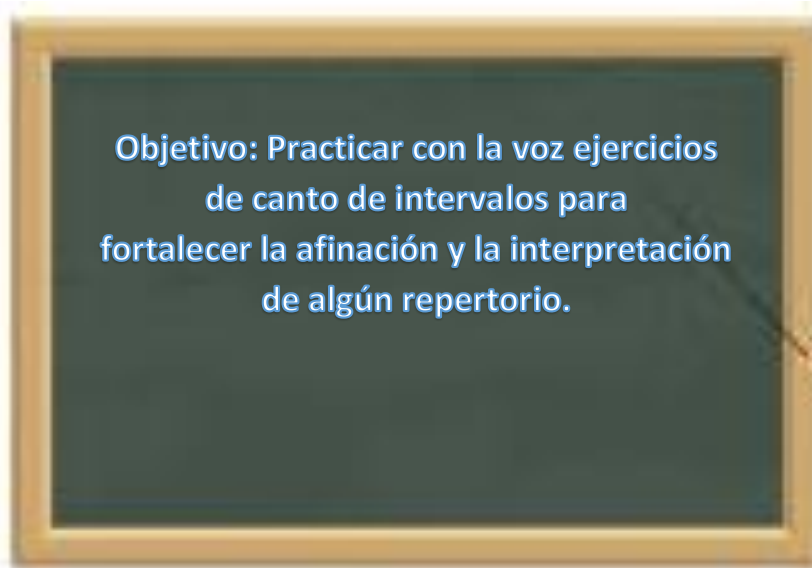 Objetivo: Practicar con la voz ejercicios
de canto de intervalos para
fortalecer la afinación y la interpretación
de algún repertorio.